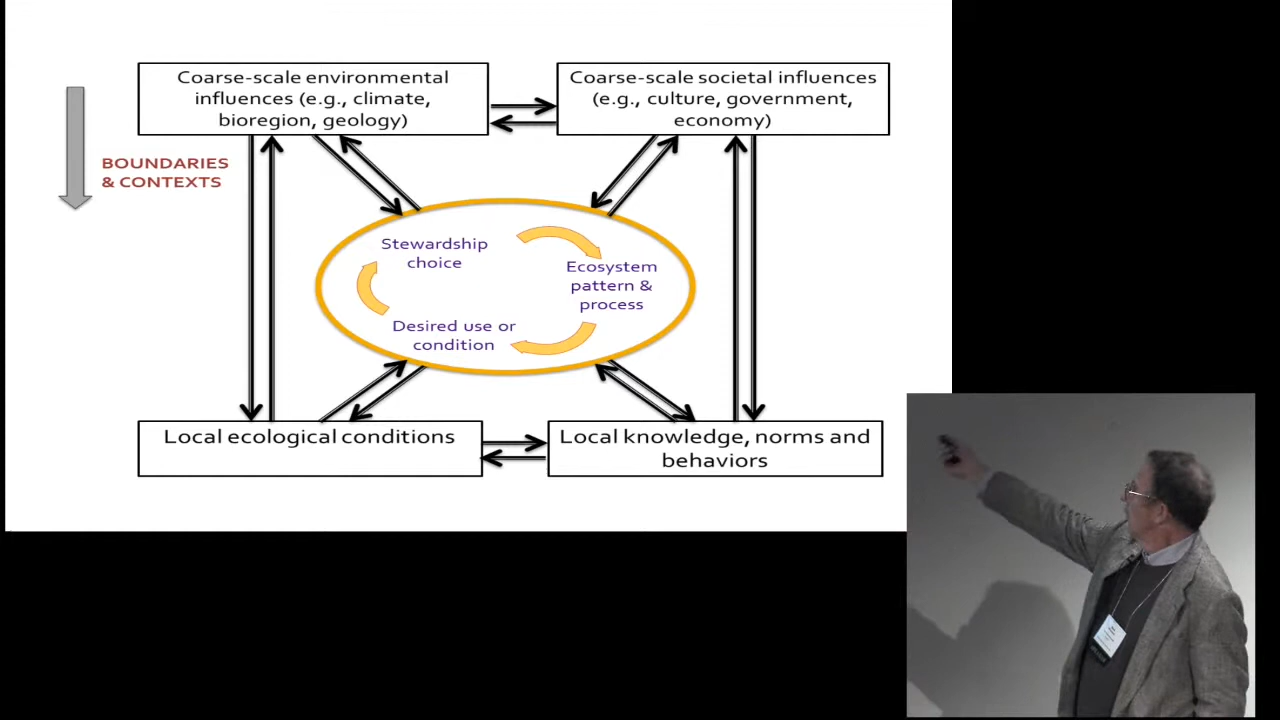 Coarse-scale environmental
influences (e.g., climate,
bioregion, geology)
Coarse-scale societal influences
(e.g., culture, government,
economy)
BOUNDARIES
& CONTEXTS
Stewardship
choice
Ecosystem
pattern &
process
Desired use or
condition
Local ecological conditions
Local knowledge, norms and
behaviors